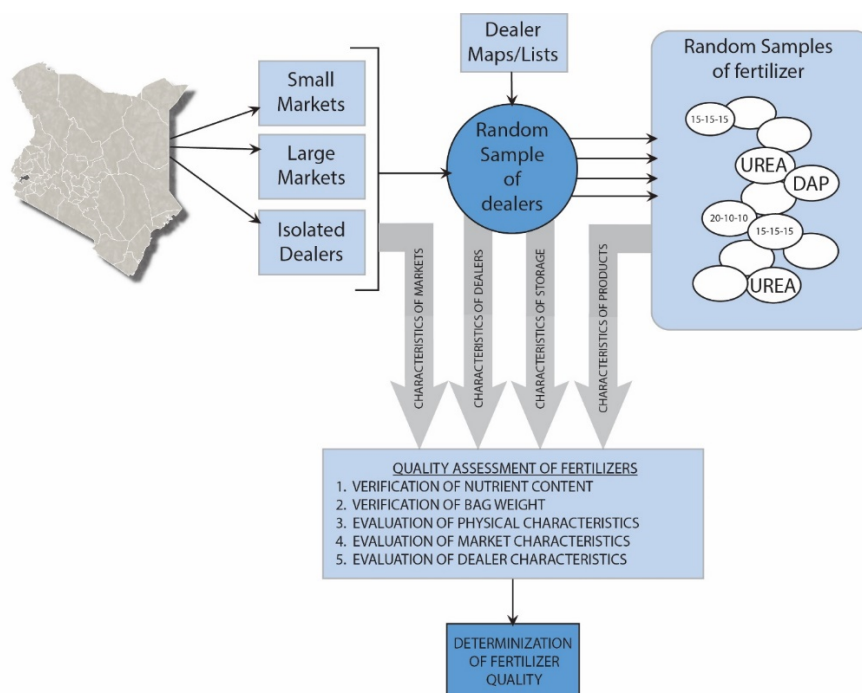 Small
Markets
Large
Markets
Isolated
Dealers
Dealer
Maps/Lists
Random
Sample
of
dealers
Random Samples
of fertilizer
15-15-15
UREA
DAP
20-10-10
15-15-15
UREA
CHARACTERISTICS OF MARKETS
CHARACTERISTICS OF DEALERS
CHARACTERISTICS OF STORAGE
CHARACTERISTICS OF PRODUCTS
QUALITY ASSESSMENT OF FERTILIZERS
1. VERIFICATION OF NUTRIENT CONTENT
2. VERIFICATION OF BAG WEIGHT
3. EVALUATION OF PHYSICAL CHARACTERISTICS
4. EVALUATION OF MARKET CHARACTERISTICS
5. EVALUATION OF DEALER CHARACTERISTICS
DETERMINIZATION
OF FERTILIZER
QUALITY